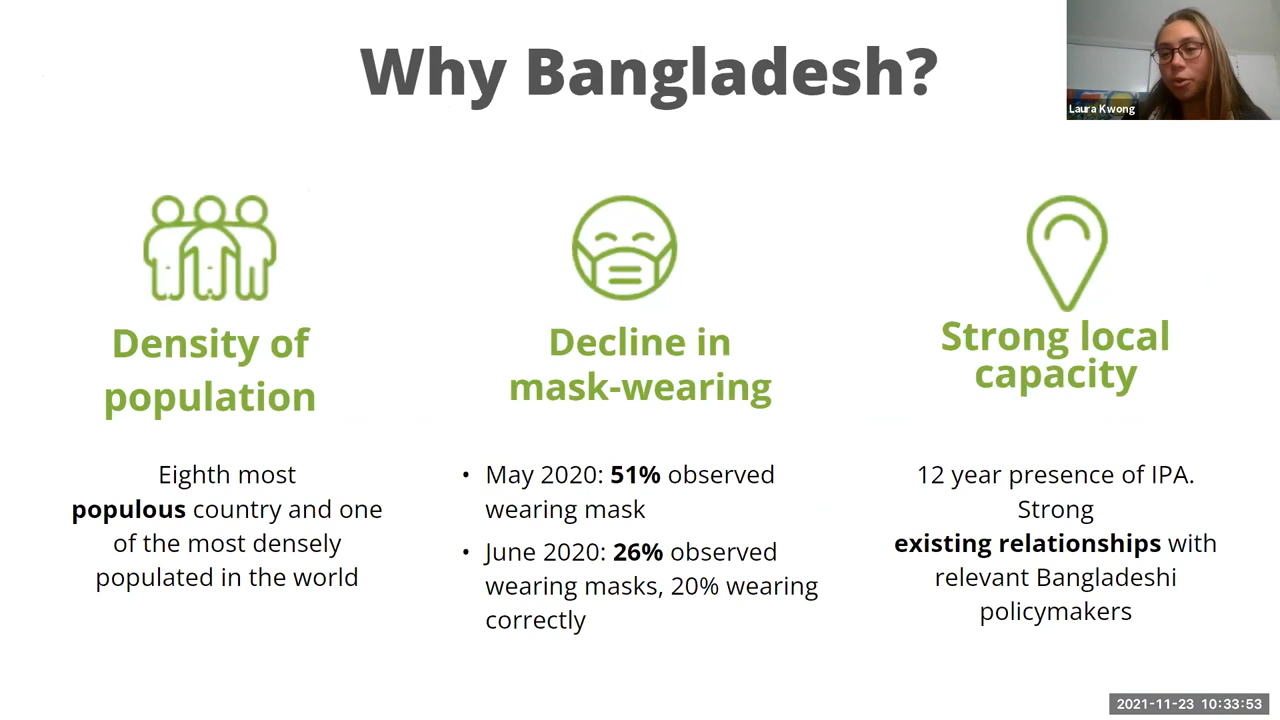 Why Bangladesh?
Laura Kwong
Density of
population
Eighth most
populous country and one
of the most densely
populated in the world
Decline in
mask-wearing
• May 2020: 51% observed
wearing mask
• June 2020: 26% observed
wearing masks, 20% wearing
correctly
Strong local
capacity
12 year presence of IPA.
Strong
existing relationships with
relevant Bangladeshi
policymakers
2021-11-23 10:33:53